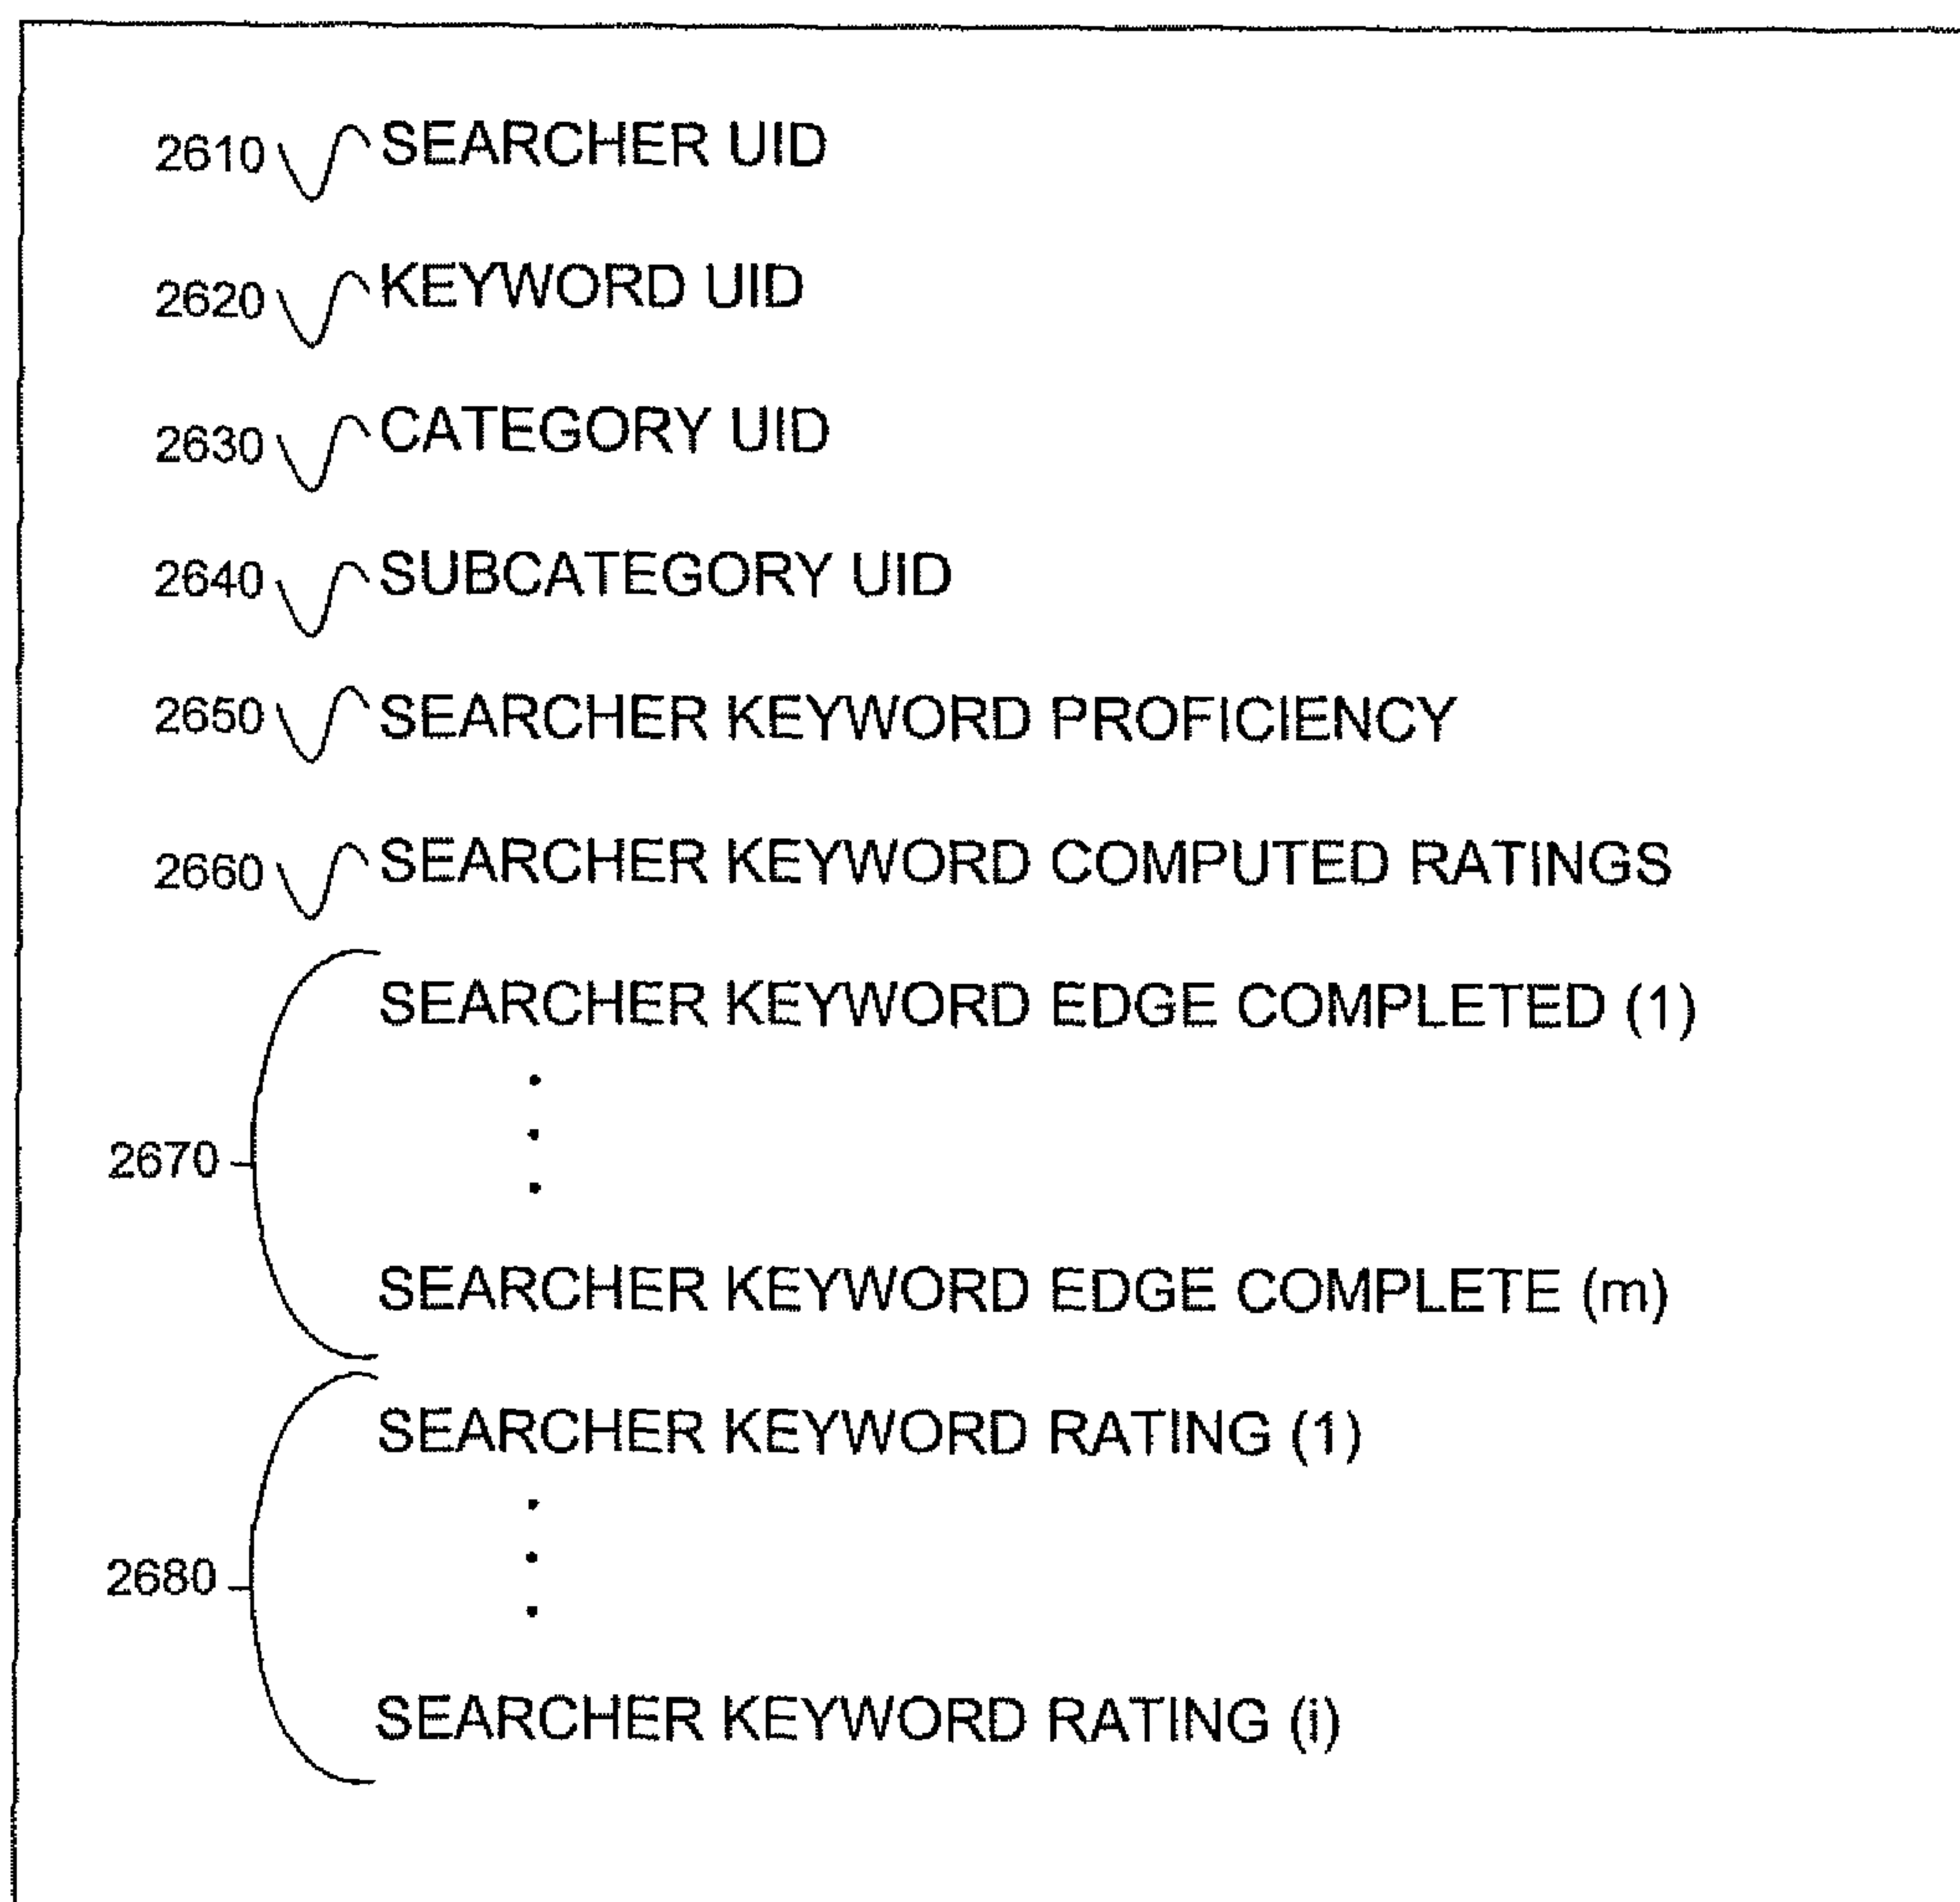 2610 SEARCHER UID
2620 KEYWORD UID
2630 CATEGORY UID
2640 SUBCATEGORY UID
2650 SEARCHER KEYWORD PROFICIENCY
2660 SEARCHER KEYWORD COMPUTED RATINGS
SEARCHER KEYWORD EDGE COMPLETED (1)
2670
SEARCHER KEYWORD EDGE COMPLETE (m)
SEARCHER KEYWORD RATING (1)
2680
SEARCHER KEYWORD RATING (i)